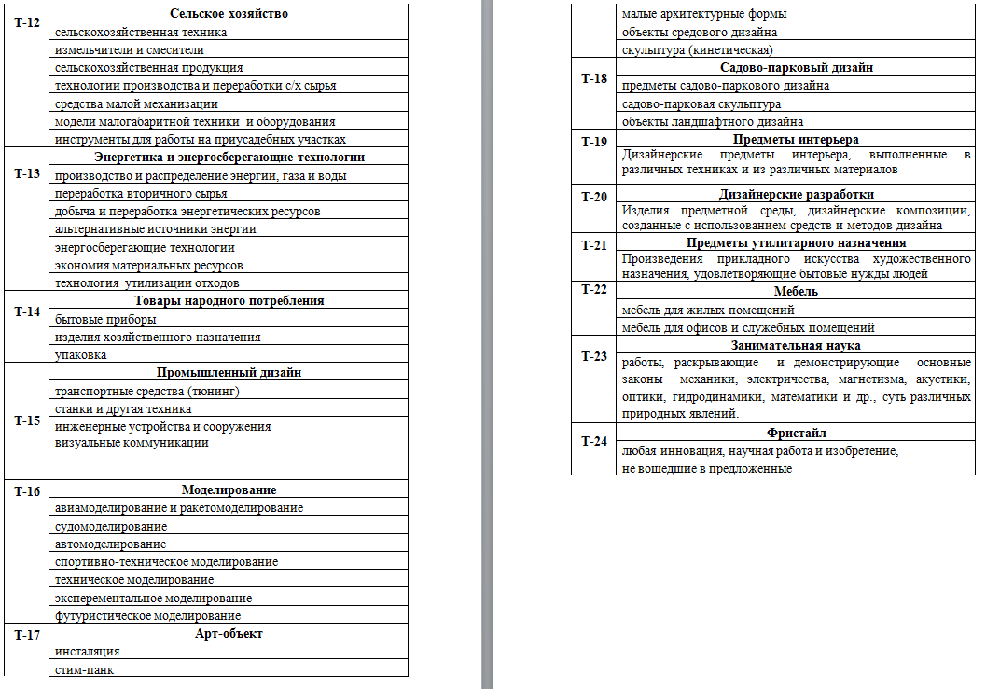 Т-12
Сельское хозяйство
сельскохозяйственная техника
измельчители и смесители
сельскохозяйственная продукция
технологии производства и переработки с/х сырья
средства малой механизации
модели малогабаритной техники и оборудования
инструменты для работы на приусадебных участках
Т-13
Энергетика и энергосберегающие технологии
производство и распределение энергии, газа и воды
переработка вторичного сырья
добыча и переработка энергетических ресурсов
альтернативные источники энергии
энергосберегающие технологии
экономия материальных ресурсов
технология утилизации отходов
Т-14
Товары народного потребления
бытовые приборы
изделия хозяйственного назначения
упаковка
Т-15
Промышленный дизайн
транспортные средства (тюнинг)
станки и другая техника
инженерные устройства и сооружения
визуальные коммуникации
Т-16
Моделирование
авиамоделирование и ракетомоделирование
судомоделирование
автомоделирование
спортивно-техническое моделирование
техническое моделирование
эксперементальное моделирование
футуристическое моделирование
Т-17
Арт-объект
инсталяция
стим-панк
малые архитектурные формы
объекты средового дизайна
скульптура (кинетическая)
Т-18
Садово-парковый дизайн
предметы садово-паркового дизайна
садово-парковая скульптура
объекты ландшафтного дизайна
Т-19
Предметы интерьера
Дизайнерские предметы интерьера, выполненные в
различных техниках и из различных материалов
Т-20
Дизайнерские разработки
Изделия предметной среды, дизайнерские композиции,
созданные с использованием средств и методов дизайна
Т-21
Предметы утилитарного назначения
Произведения прикладного искусства художественного
назначения, удовлетворяющие бытовые нужды людей
Т-22
Мебель
мебель для жилых помещений
мебель для офисов и служебных помещений
Т-23
Занимательная наука
работы, раскрывающие и демонстрирующие основные
законы механики, электричества, магнетизма, акустики,
оптики, гидродинамики, математики и др., суть различных
природных явлений.
Т-24
Фристайл
любая инновация, научная работа и изобретение,
не вошедшие в предложенные